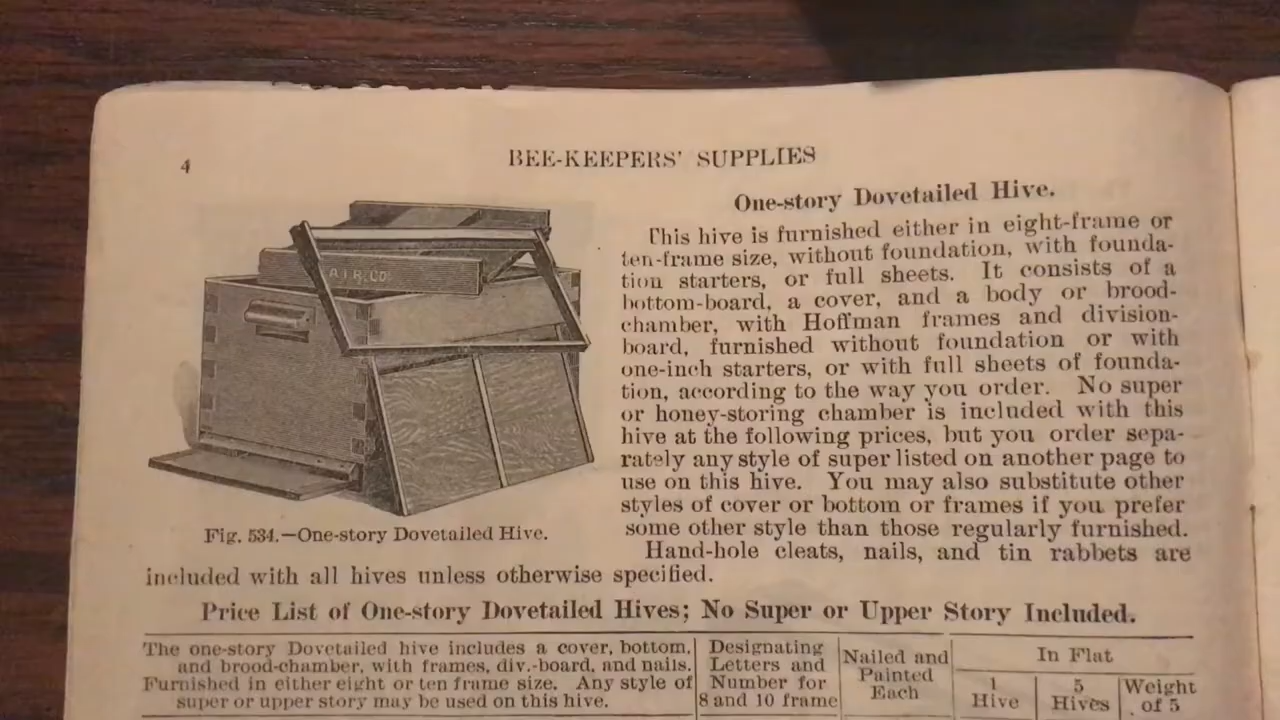 4
BEE-KEEPERS' SUPPLIES
One-story Dovetailed Hive.
This hive is furnished either in eight-frame or
ten-frame size, without foundation, with founda-
tion starters, or full sheets. It consists of a
bottom-board, a cover, and a body or brood-
chamber, with Hoffman frames and division-
board, furnished without foundation or with
one-inch starters, or with full sheets of founda-
tion, according to the way you order. No super
or honey-storing chamber is included with this
hive at the following prices, but you order sepa-
rately any style of super listed on another page to
use on this hive. You may also substitute other
styles of cover or bottom or frames if you prefer
some other style than those regularly furnished.
Hand-hole cleats, nails, and tin rabbets are
included with all hives unless otherwise specified.
A.I.R.CO.
Fig. 534.—One-story Dovetailed Hive.
Price List of One-story Dovetailed Hives; No Super or Upper Story Included.
The one-story Dovetailed hive includes a cover, bottom,
and brood-chamber, with frames, div.-board, and nails.
Furnished in either eight or ten frame size. Any style of
super or upper story may be used on this hive.
Designating
Letters and
Number for
8 and 10 frame
Nailed and
Painted
Each
In Flat
1
Hive
5
Hives
Weight
of 5